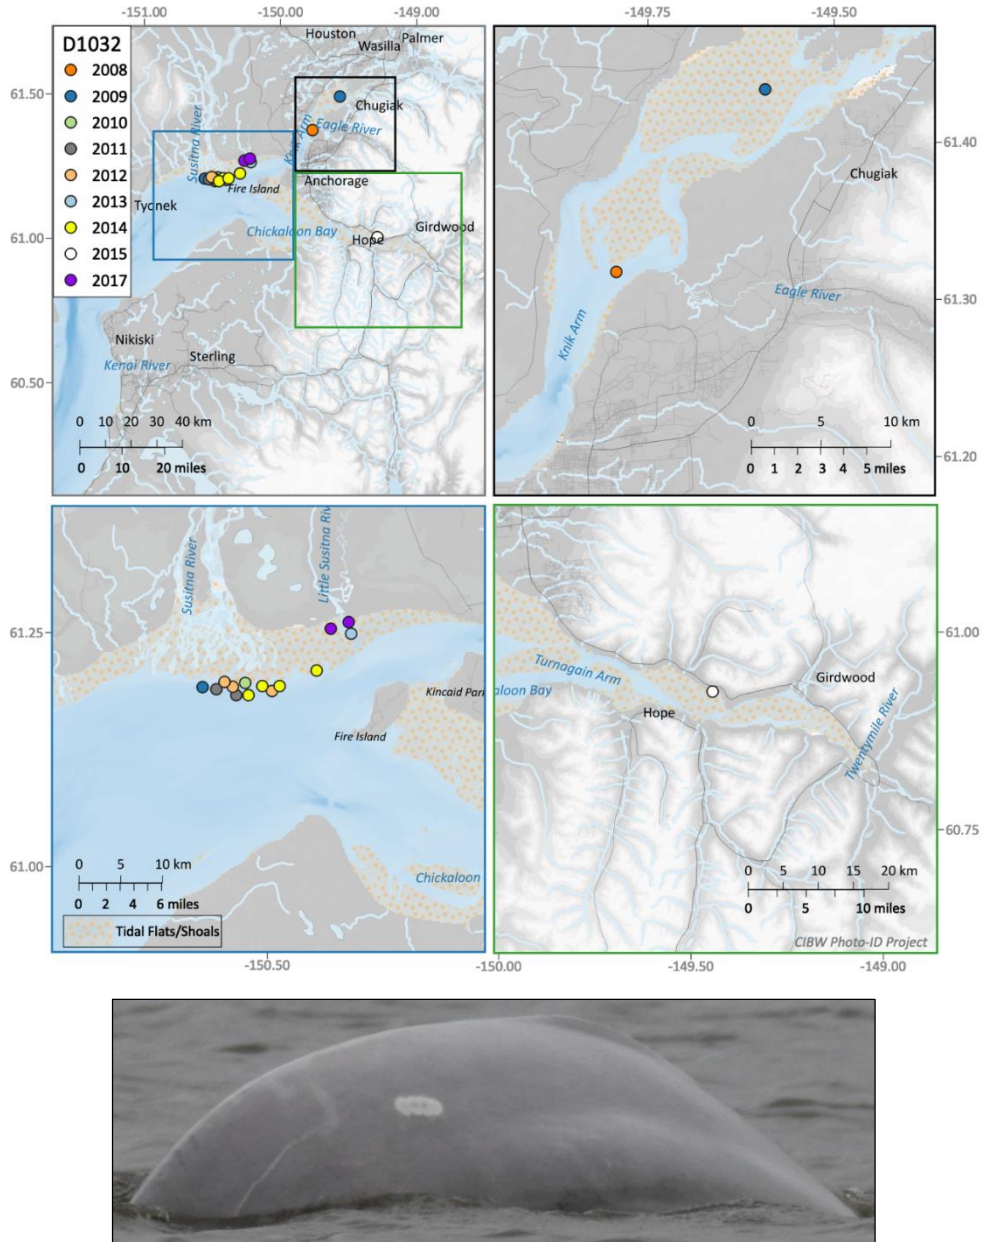 -151.00 -150.00 -149.00
D1032
2008
2009
2010
2011
2012
2013
2014
2015
2017
61.50
61.00
60.50
Houston
Wasilla
Palmer
Chugiak
Eagle River
Knik Arm
Susitna River
Anchorage
Fire Island
Tyonek
Chickaloon Bay
Girdwood
Hope
Nikiski
Sterling
Kenai River
0 10 20 30 40 km
0 10 20 miles
-149.75 -149.50
61.40
61.30
61.20
Chugiak
Eagle River
Knik Arm
0 5 10 km
0 1 2 3 4 5 miles
61.25
61.00
Susitna River
Little Susitna Riv
Kincaid Park
Fire Island
Chickaloon
0 5 10 km
0 2 4 6 miles
Tidal Flats/Shoals
-150.50
61.00
60.75
Turnagain Arm
aloon Bay
Girdwood
Hope
Twentymile River
0 5 10 15 20 km
0 5 10 miles
CIBW Photo-ID Project
-150.00 -149.50 -149.00